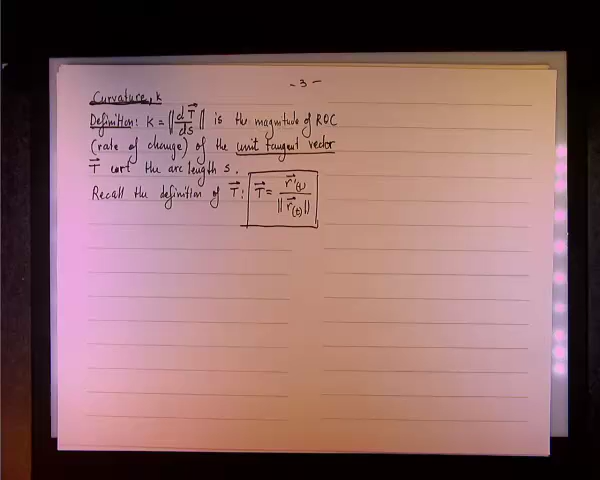 - 3 -
Curvature, k
Definition: K = ‖dT⃗/ds‖ is the magnitude of ROC
(rate of change) of the unit tangent vector
T⃗ wrt the arc length s.
Recall the definition of T⃗: T⃗ = r⃗'(t) / ‖r⃗'(t)‖